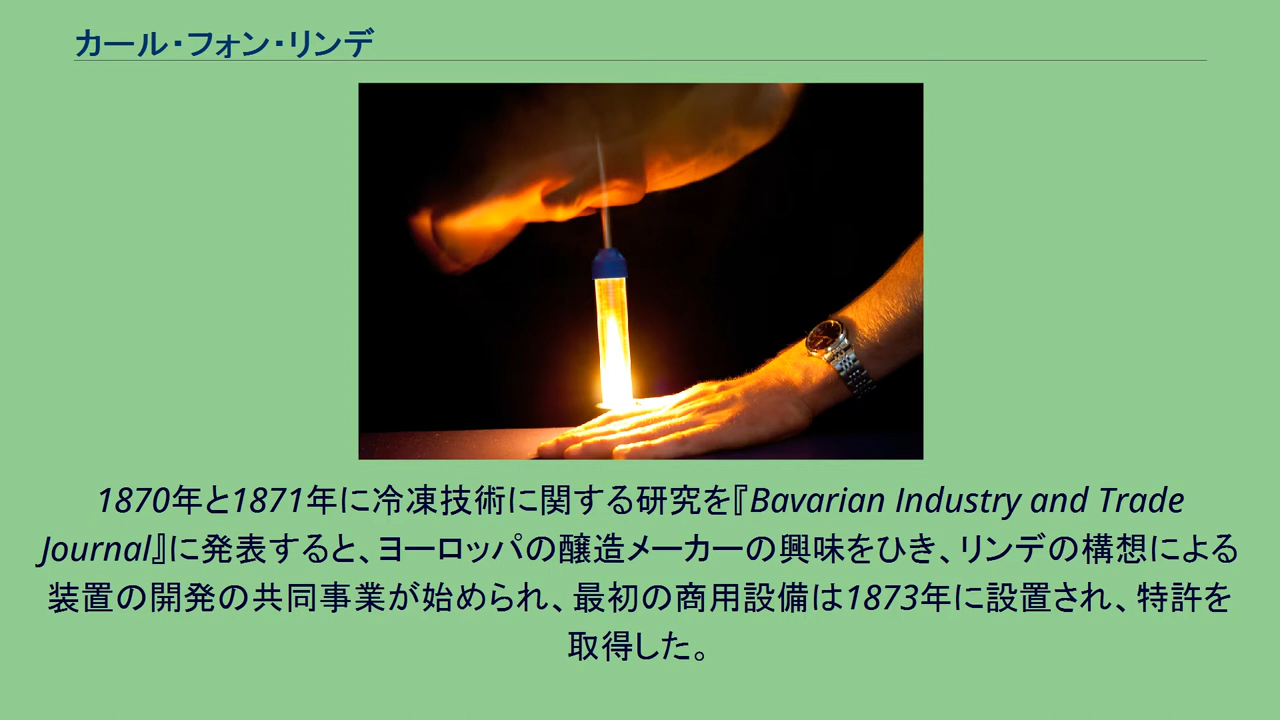 カール・フォン・リンデ
1870年と1871年に冷凍技術に関する研究を『Bavarian Industry and Trade
Journal』に発表すると、ヨーロッパの醸造メーカーの興味をひき、リンデの構想による
装置の開発の共同事業が始められ、最初の商用設備は1873年に設置され、特許を
取得した。